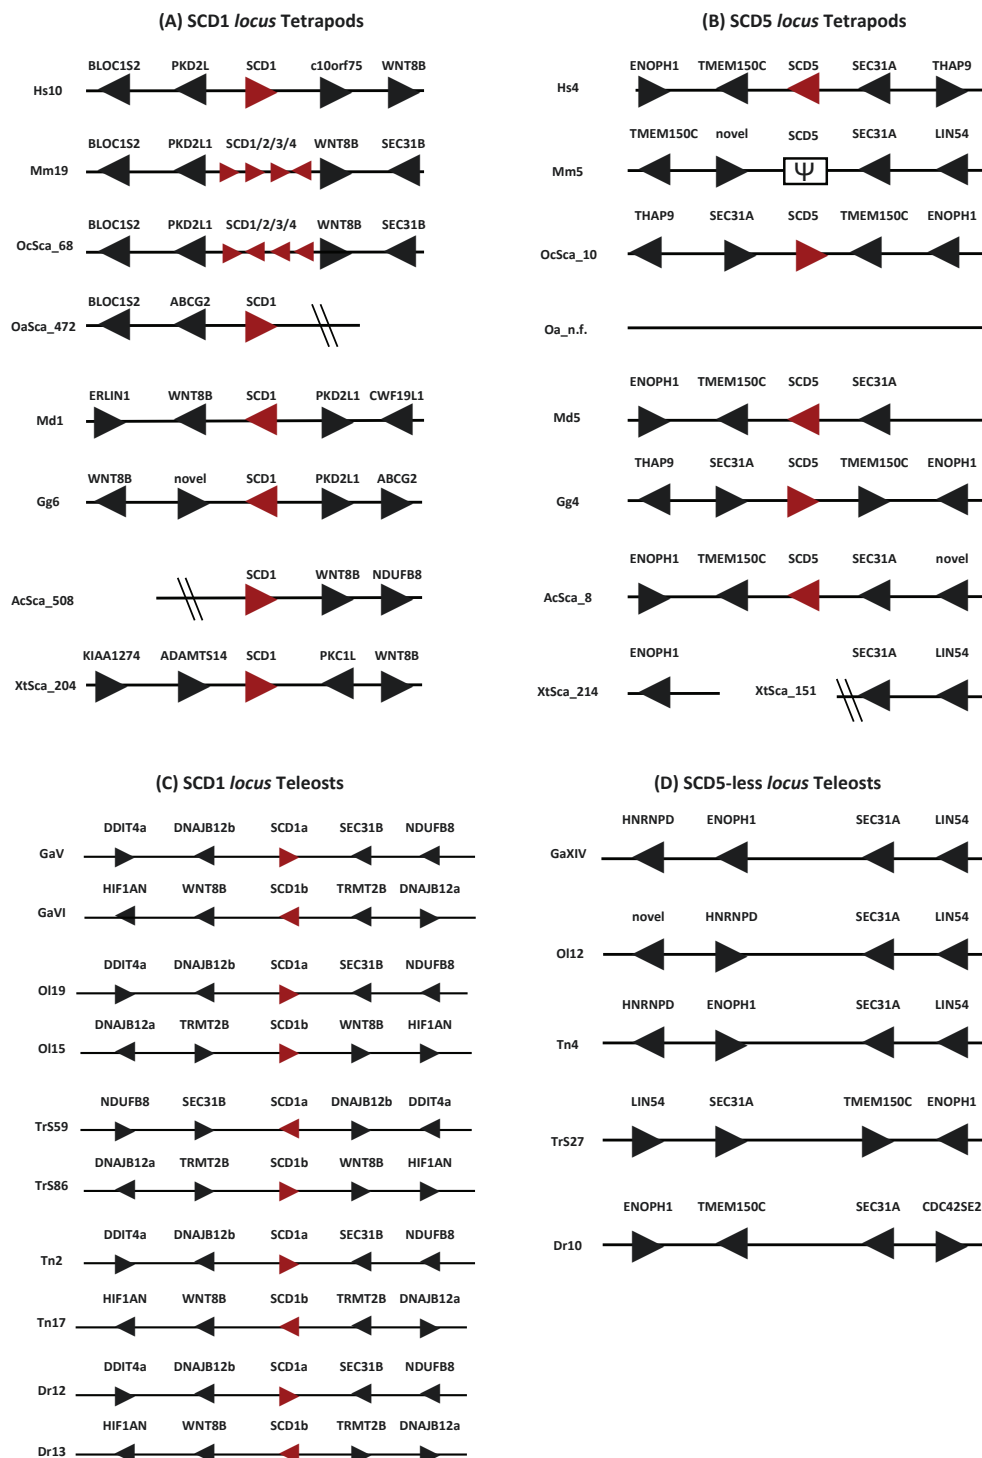 (A) SCD1 locus Tetrapods
BLOC1S2 PKD2L SCD1 c10orf75 WNT8B
Hs10
BLOC1S2 PKD2L1 SCD1/2/3/4 WNT8B SEC31B
Mm19
BLOC1S2 PKD2L1 SCD1/2/3/4 WNT8B SEC31B
OcSca_68
BLOC1S2 ABCG2 SCD1
OaSca_472
ERLIN1 WNT8B SCD1 PKD2L1 CWF19L1
Md1
WNT8B novel SCD1 PKD2L1 ABCG2
Gg6
SCD1 WNT8B NDUFB8
AcSca_508
KIAA1274 ADAMTS14 SCD1 PKC1L WNT8B
XtSca_204
(B) SCD5 locus Tetrapods
ENOPH1 TMEM150C SCD5 SEC31A THAP9
Hs4
TMEM150C novel SCD5 SEC31A LIN54
Mm5 Ψ
THAP9 SEC31A SCD5 TMEM150C ENOPH1
OcSca_10
Oa_n.f.
ENOPH1 TMEM150C SCD5 SEC31A
Md5
THAP9 SEC31A SCD5 TMEM150C ENOPH1
Gg4
ENOPH1 TMEM150C SCD5 SEC31A novel
AcSca_8
ENOPH1 SEC31A LIN54
XtSca_214 XtSca_151
(C) SCD1 locus Teleosts
DDIT4a DNAJB12b SCD1a SEC31B NDUFB8
GaV
HIF1AN WNT8B SCD1b TRMT2B DNAJB12a
GaVI
DDIT4a DNAJB12b SCD1a SEC31B NDUFB8
Ol19
DNAJB12a TRMT2B SCD1b WNT8B HIF1AN
Ol15
NDUFB8 SEC31B SCD1a DNAJB12b DDIT4a
TrS59
DNAJB12a TRMT2B SCD1b WNT8B HIF1AN
TrS86
DDIT4a DNAJB12b SCD1a SEC31B NDUFB8
Tn2
HIF1AN WNT8B SCD1b TRMT2B DNAJB12a
Tn17
DDIT4a DNAJB12b SCD1a SEC31B NDUFB8
Dr12
HIF1AN WNT8B SCD1b TRMT2B DNAJB12a
Dr13
(D) SCD5-less locus Teleosts
HNRNPD ENOPH1 SEC31A LIN54
GaXIV
novel HNRNPD SEC31A LIN54
Ol12
HNRNPD ENOPH1 SEC31A LIN54
Tn4
LIN54 SEC31A TMEM150C ENOPH1
TrS27
ENOPH1 TMEM150C SEC31A CDC42SE2
Dr10